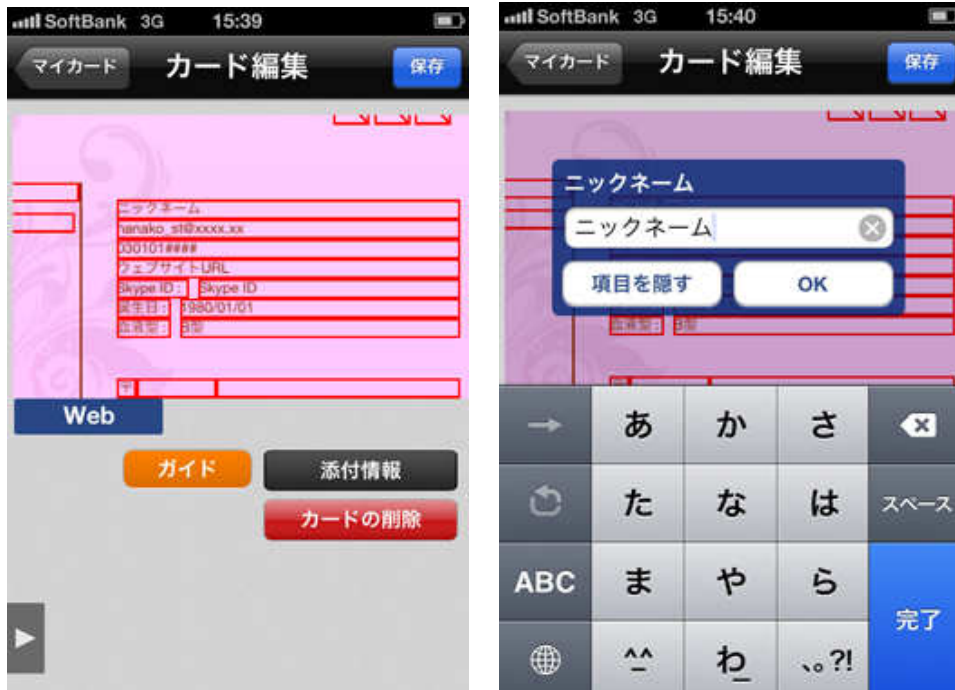 SoftBank 3G 15:39
マイカード カード編集 保存
ニックネーム
hanako_st@xxxx.xx
030101####
ウェブサイトURL
Skype ID : Skype ID
誕生日 : 1980/01/01
血液型 : B型
〒
Web
ガイド 添付情報
カードの削除
SoftBank 3G 15:40
マイカード カード編集 保存
ニックネーム
ニックネーム
項目を隠す OK
血液型 : B型
〒
→ あ か さ
た な は スペース
ABC ま や ら
完了
^^ わ 、。?!